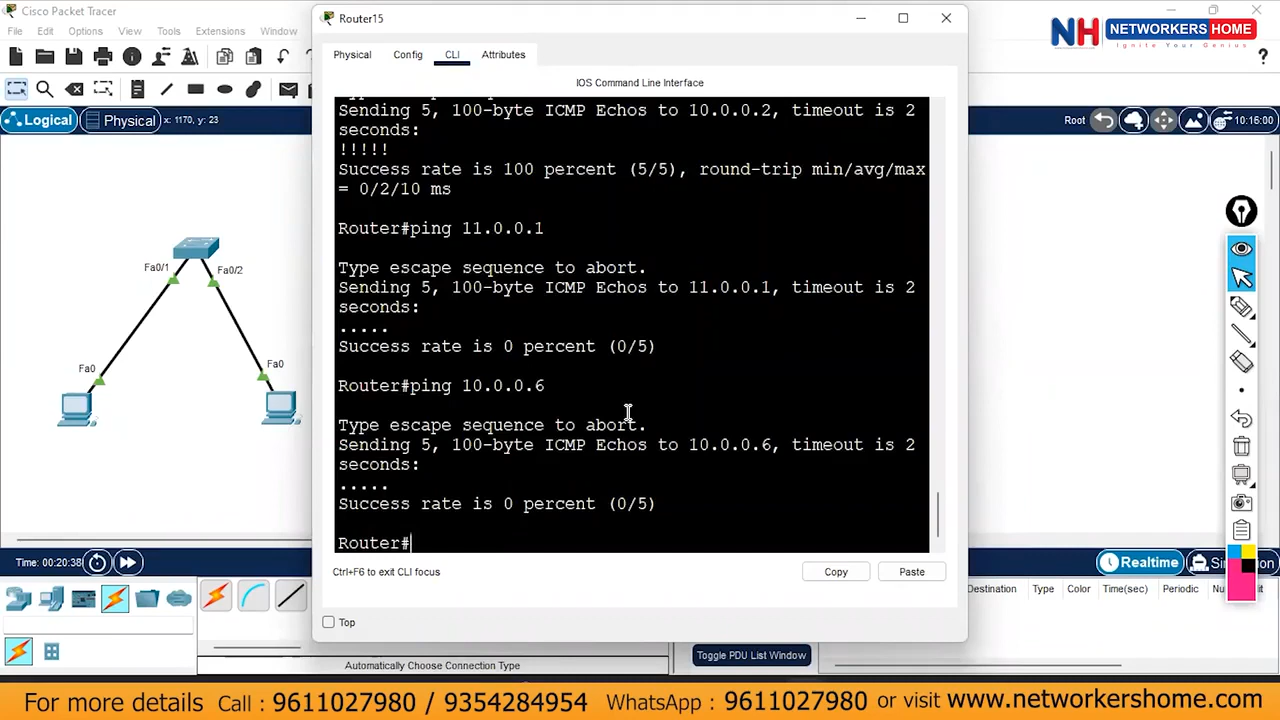 Cisco Packet Tracer
Router15
NH NETWORKERS HOME
Ignite Your Genius
File Edit Options View Tools Extensions Window
Physical Config CLI Attributes
?
IOS Command Line Interface
Logical Physical x: 1170, y: 23
Root 10:16:00
Sending 5, 100-byte ICMP Echos to 10.0.0.2, timeout is 2
seconds:
!!!!!
Success rate is 100 percent (5/5), round-trip min/avg/max
= 0/2/10 ms
Router#ping 11.0.0.1
Type escape sequence to abort.
Sending 5, 100-byte ICMP Echos to 11.0.0.1, timeout is 2
seconds:
.....
Success rate is 0 percent (0/5)
Router#ping 10.0.0.6
Type escape sequence to abort.
Sending 5, 100-byte ICMP Echos to 10.0.0.6, timeout is 2
seconds:
.....
Success rate is 0 percent (0/5)
Router#
Fa0/1 Fa0/2
Fa0 Fa0
Time: 00:20:38
Realtime
Ctrl+F6 to exit CLI focus
Copy Paste
Destination Type Color Time(sec) Periodic
Top
Toggle PDU List Window
Automatically Choose Connection Type
For more details Call : 9611027980 / 9354284954 WhatsApp : 9611027980 or visit www.networkershome.com